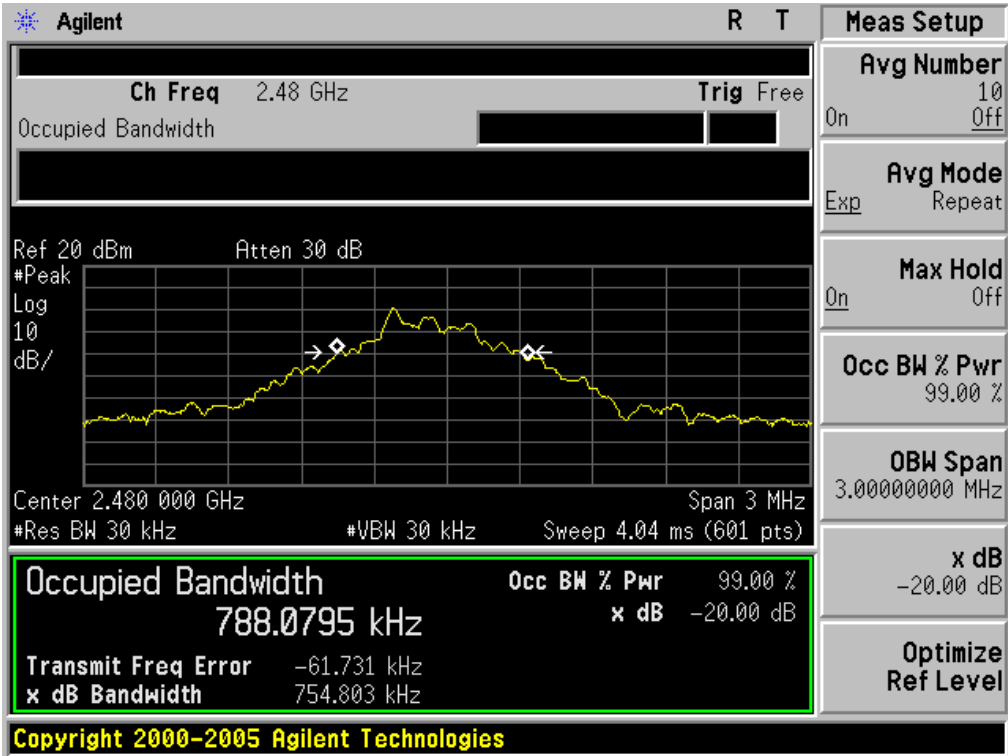 Agilent R T
Ch Freq 2.48 GHz Trig Free
Occupied Bandwidth
Ref 20 dBm Atten 30 dB
#Peak
Log
10
dB/
Center 2.480 000 GHz Span 3 MHz
#Res BW 30 kHz #VBW 30 kHz Sweep 4.04 ms (601 pts)
Occupied Bandwidth Occ BW % Pwr 99.00 %
788.0795 kHz x dB -20.00 dB
Transmit Freq Error -61.731 kHz
x dB Bandwidth 754.803 kHz
Copyright 2000-2005 Agilent Technologies
Meas Setup
Avg Number
10
On Off
Avg Mode
Exp Repeat
Max Hold
On Off
Occ BW % Pwr
99.00 %
OBW Span
3.00000000 MHz
x dB
-20.00 dB
Optimize
Ref Level